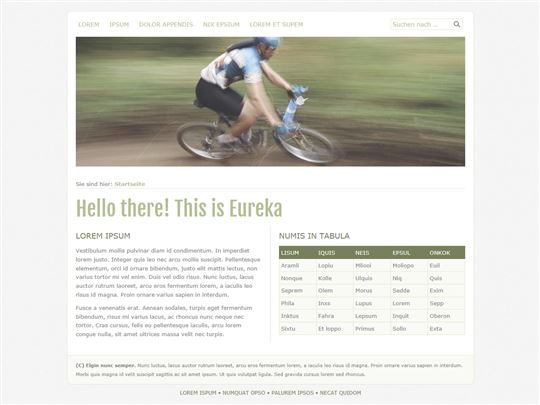 LOREM IPSUM DOLOR APPENDIS NIX EPSIUM LOREM ET SUPEM
Suchen nach ...
Sie sind hier: Startseite
Hello there! This is Eureka
LOREM IPSUM
Vestibulum mollis pulvinar diam id condimentum. In imperdiet
lorem justo. Integer quis leo nec arcu mollis suscipit. Pellentesque
elementum, orci id ornare bibendum, justo elit mattis lectus, non
varius tortor mi vel enim. Duis vel odio risus. Nunc luctus, lacus
auctor rutrum laoreet, arcu eros fermentum lorem, a iaculis leo
risus id magna. Proin ornare varius sapien in interdum.
Fusce a venenatis erat. Aenean sodales, turpis eget fermentum
bibendum, risus mi varius lacus, ac rhoncus nunc neque nec
tortor. Cras cursus, felis eu pellentesque iaculis, arcu lorem
congue nulla, sit amet ultrices massa velit nec turpis.
NUMIS IN TABULA
LISUM IQUIS NEIS EPSUL ONKOK
Aramli Loplu Milooi Moliopo Euil
Nonque Kolle Ulquis Niq Quis
Seprem Olem Morus Sedde Exim
Phila Inxs Lupus Lorem Sepp
Inktus Fahra Lepsum Inquit Oberon
Sixtu Et loppo Primus Sollo Exta
(C) Elgin nunc semper. Nunc luctus, lacus auctor rutrum laoreet, arcu eros fermentum lorem, a iaculis leo risus id magna. Proin ornare varius sapien in interdum.
Morbi quis magna id velit suscipit sagittis ac sit amet ipsum. Ut quis volutpat ligula. Sed gravida cursus lorem sed rhoncus.
LOREM ISPUM • NUMQUAT OPSO • PALUREM IPSOS • NECAT QUIDOM